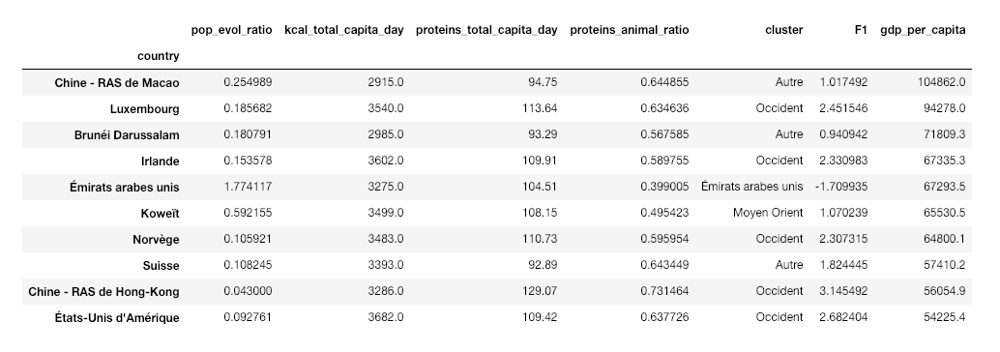 pop_evol_ratio kcal_total_capita_day proteins_total_capita_day proteins_animal_ratio cluster F1 gdp_per_capita
country
Chine - RAS de Macao 0.254989 2915.0 94.75 0.644855 Autre 1.017492 104862.0
Luxembourg 0.185682 3540.0 113.64 0.634636 Occident 2.451546 94278.0
Brunéi Darussalam 0.180791 2985.0 93.29 0.567585 Autre 0.940942 71809.3
Irlande 0.153578 3602.0 109.91 0.589755 Occident 2.330983 67335.3
Émirats arabes unis 1.774117 3275.0 104.51 0.399005 Émirats arabes unis -1.709935 67293.5
Koweït 0.592155 3499.0 108.15 0.495423 Moyen Orient 1.070239 65530.5
Norvège 0.105921 3483.0 110.73 0.595954 Occident 2.307315 64800.1
Suisse 0.108245 3393.0 92.89 0.643449 Autre 1.824445 57410.2
Chine - RAS de Hong-Kong 0.043000 3286.0 129.07 0.731464 Occident 3.145492 56054.9
États-Unis d'Amérique 0.092761 3682.0 109.42 0.637726 Occident 2.682404 54225.4